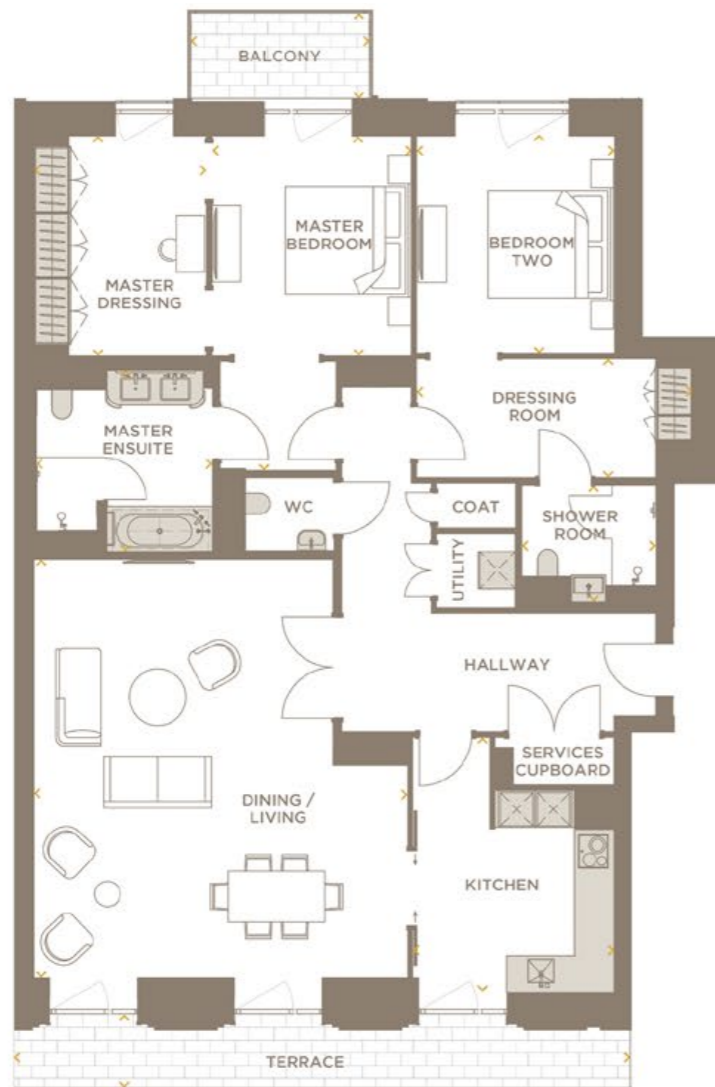 BALCONY
MASTER
BEDROOM
BEDROOM
TWO
MASTER
DRESSING
DRESSING
ROOM
MASTER
ENSUITE
WC
COAT
SHOWER
ROOM
UTILITY
HALLWAY
SERVICES
CUPBOARD
DINING /
LIVING
KITCHEN
TERRACE